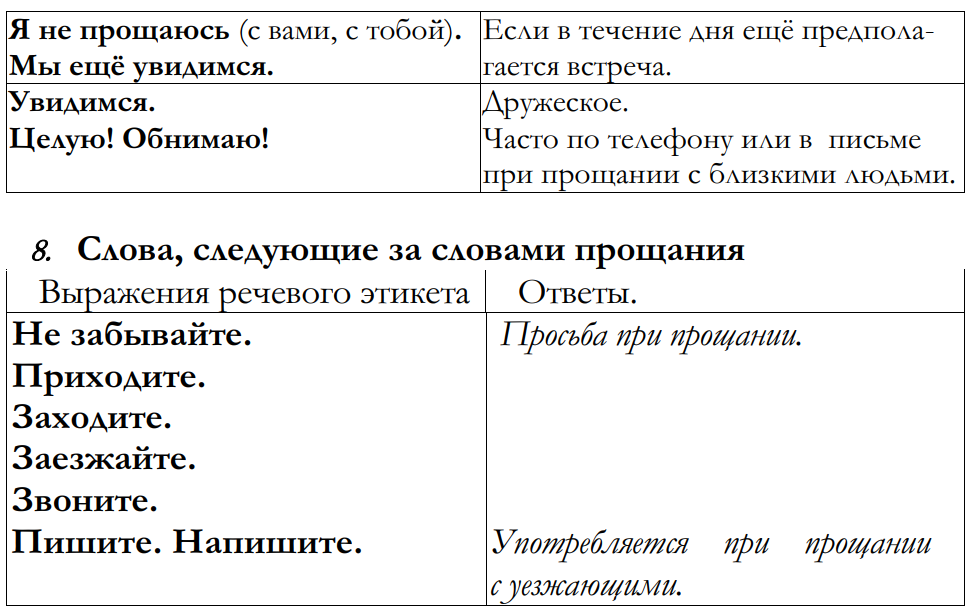 Я не прощаюсь (с вами, с тобой).
Мы ещё увидимся.
Если в течение дня ещё предпола-
гается встреча.
Увидимся.
Целую! Обнимаю!
Дружеское.
Часто по телефону или в письме
при прощании с близкими людьми.
8. Слова, следующие за словами прощания
Выражения речевого этикета
Ответы.
Не забывайте.
Приходите.
Заходите.
Заезжайте.
Звоните.
Пишите. Напишите.
Просьба при прощании.
Употребляется при прощании
с уезжающими.